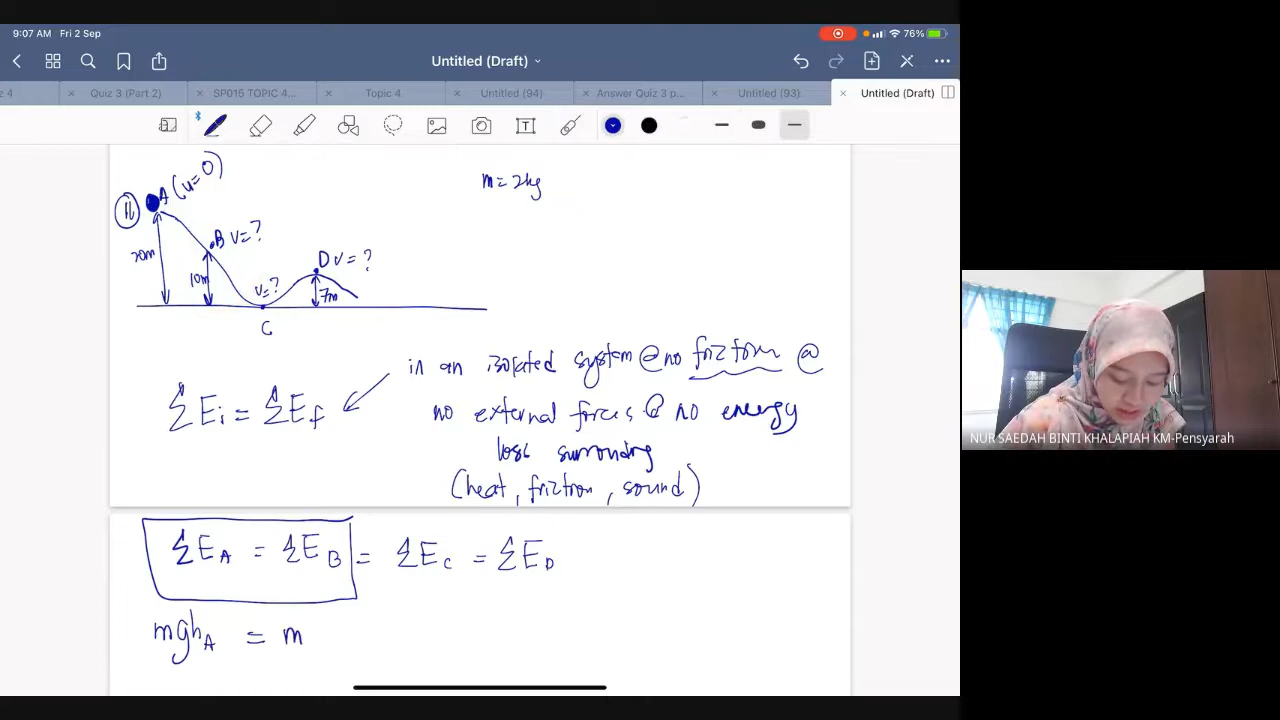 9:07 AM Fri 2 Sep
76%
Untitled (Draft)
z 4
Quiz 3 (Part 2)
SP015 TOPIC 4...
Topic 4
Untitled (94)
Answer Quiz 3 p...
Untitled (93)
Untitled (Draft)
A (u=0)
m = 2kg
11
B v=?
D v=?
20m
10m
v=?
7m
C
in an isolated system @ no friction @
ΣEi = ΣEf
no external forces @ no energy
loss surronding
(heat, friction, sound)
ΣEA = ΣEB = ΣEC = ΣED
mghA = m
NUR SAEDAH BINTI KHALAPIAH KM-Pensyarah